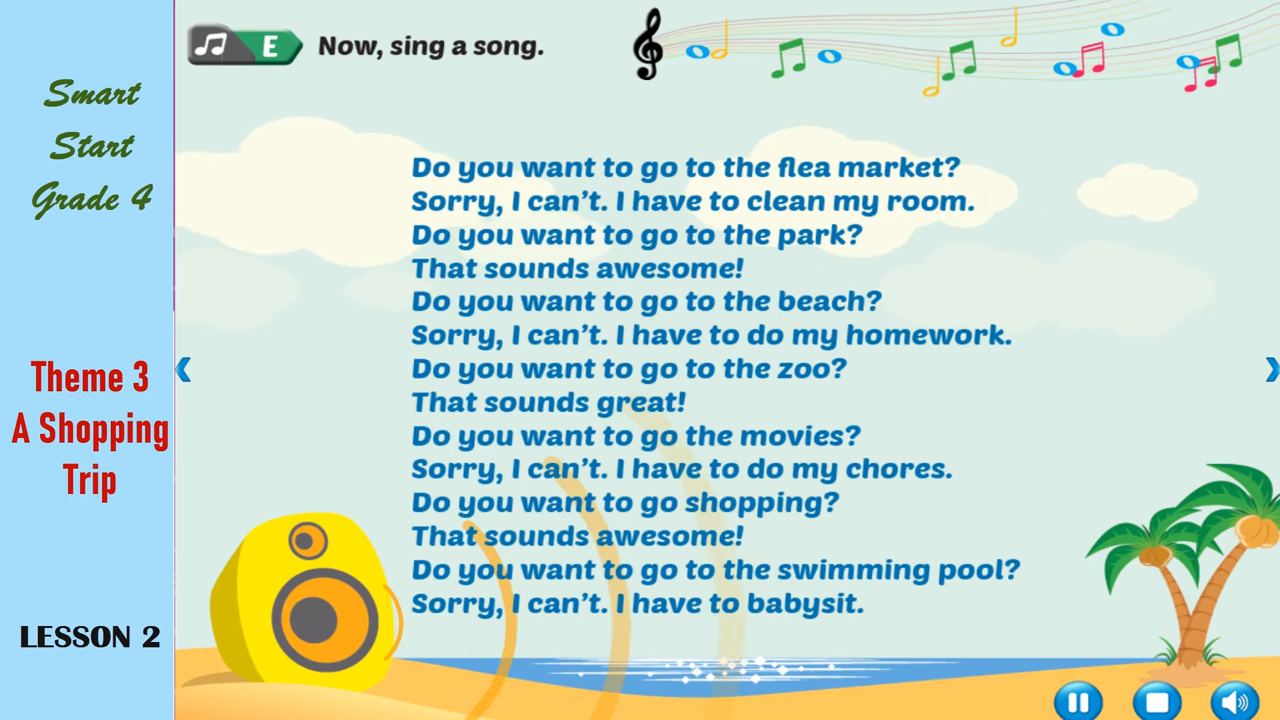 Smart
Start
Grade 4
Theme 3
A Shopping
Trip
LESSON 2
E Now, sing a song.
Do you want to go to the flea market?
Sorry, I can't. I have to clean my room.
Do you want to go to the park?
That sounds awesome!
Do you want to go to the beach?
Sorry, I can't. I have to do my homework.
Do you want to go to the zoo?
That sounds great!
Do you want to go the movies?
Sorry, I can't. I have to do my chores.
Do you want to go shopping?
That sounds awesome!
Do you want to go to the swimming pool?
Sorry, I can't. I have to babysit.